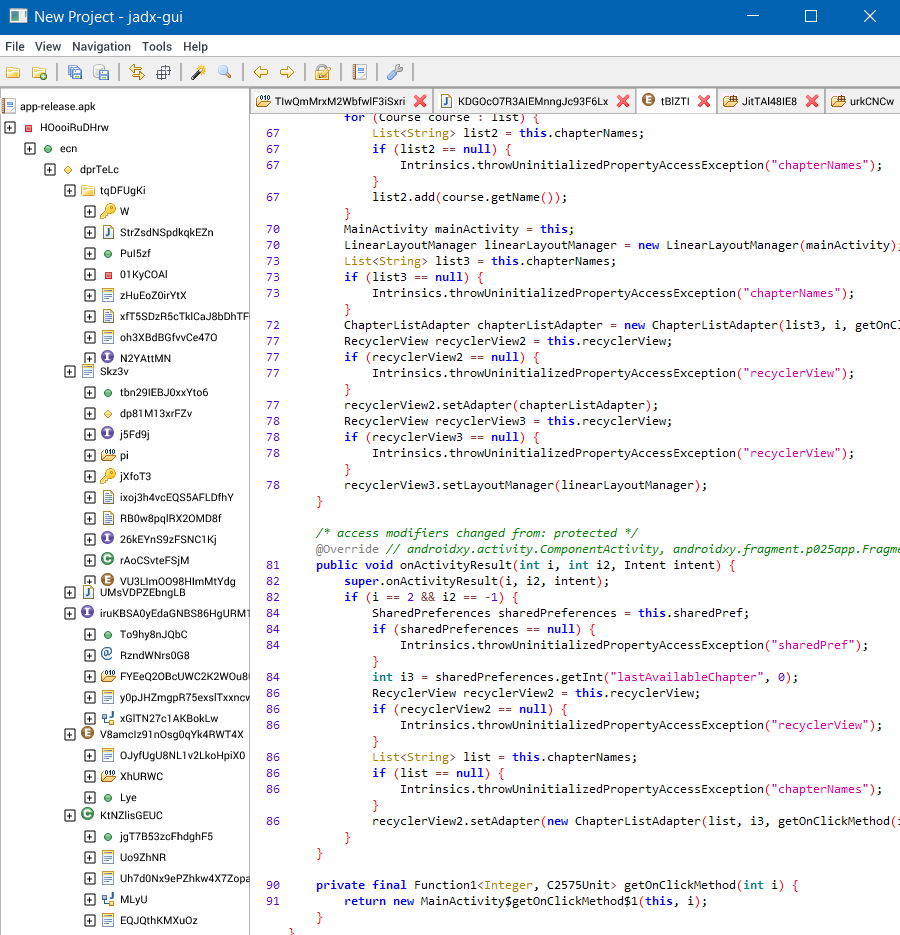 New Project - jadx-gui
File View Navigation Tools Help
app-release.apk
HOooiRuDHrw
ecn
dprTeLc
tqDFUgKi
W
StrZsdNSpdkqkEZn
PuI5zf
01KyCOAl
zHuEoZ0irYtX
xfT5SDzR5cTklCaJ8bDhTF
oh3XBdBGfvvCe47O
N2YAttMN
Skz3v
tbn29IEBJ0xxYto6
dp81M13xrFZv
j5Fd9j
pi
jXfoT3
ixoj3h4vcEQS5AFLDfhY
RB0w8pqlRX2OMD8f
26kEYnS9zFSNC1Kj
rAoCSvteFSjM
VU3LImOO98HImMtYdg
UMsVDPZEbngLB
iruKBSA0yEdaGNBS86HgURM1
To9hy8nJQbC
RzndWNrs0G8
FYEeQ2OBcUWC2K2WOu8
y0pJHZmgpR75exslTxxncw
xGlTN27c1AKBokLw
V8amclz91nOsg0qYk4RWT4X
OJyfUgU8NL1v2LkoHpiX0
XhURWC
Lye
KtNZlisGEUC
jgT7B53zcFhdghF5
Uo9ZhNR
Uh7d0Nx9ePZhkw4X7Zopa
MLyU
EQJQthKMXuOz
TIwQmMrxM2WbfwlF3iSxri KDGOcO7R3AIEMnngJc93F6Lx tBIZTI JitTAl48IE8 urkCNCw
for (Course course : list) {
67 List<String> list2 = this.chapterNames;
67 if (list2 == null) {
67 Intrinsics.throwUninitializedPropertyAccessException("chapterNames");
}
67 list2.add(course.getName());
}
70 MainActivity mainActivity = this;
70 LinearLayoutManager linearLayoutManager = new LinearLayoutManager(mainActivity);
73 List<String> list3 = this.chapterNames;
73 if (list3 == null) {
73 Intrinsics.throwUninitializedPropertyAccessException("chapterNames");
}
72 ChapterListAdapter chapterListAdapter = new ChapterListAdapter(list3, i, getOnCl
77 RecyclerView recyclerView2 = this.recyclerView;
77 if (recyclerView2 == null) {
77 Intrinsics.throwUninitializedPropertyAccessException("recyclerView");
}
77 recyclerView2.setAdapter(chapterListAdapter);
78 RecyclerView recyclerView3 = this.recyclerView;
78 if (recyclerView3 == null) {
78 Intrinsics.throwUninitializedPropertyAccessException("recyclerView");
}
78 recyclerView3.setLayoutManager(linearLayoutManager);
}
/* access modifiers changed from: protected */
@Override // androidxy.activity.ComponentActivity, androidxy.fragment.p025app.Fragme
81 public void onActivityResult(int i, int i2, Intent intent) {
82 super.onActivityResult(i, i2, intent);
82 if (i == 2 && i2 == -1) {
84 SharedPreferences sharedPreferences = this.sharedPref;
84 if (sharedPreferences == null) {
84 Intrinsics.throwUninitializedPropertyAccessException("sharedPref");
}
84 int i3 = sharedPreferences.getInt("lastAvailableChapter", 0);
86 RecyclerView recyclerView2 = this.recyclerView;
86 if (recyclerView2 == null) {
86 Intrinsics.throwUninitializedPropertyAccessException("recyclerView");
}
86 List<String> list = this.chapterNames;
86 if (list == null) {
86 Intrinsics.throwUninitializedPropertyAccessException("chapterNames");
}
86 recyclerView2.setAdapter(new ChapterListAdapter(list, i3, getOnClickMethod(i
}
}
90 private final Function1<Integer, C2575Unit> getOnClickMethod(int i) {
91 return new MainActivity$getOnClickMethod$1(this, i);
}
}